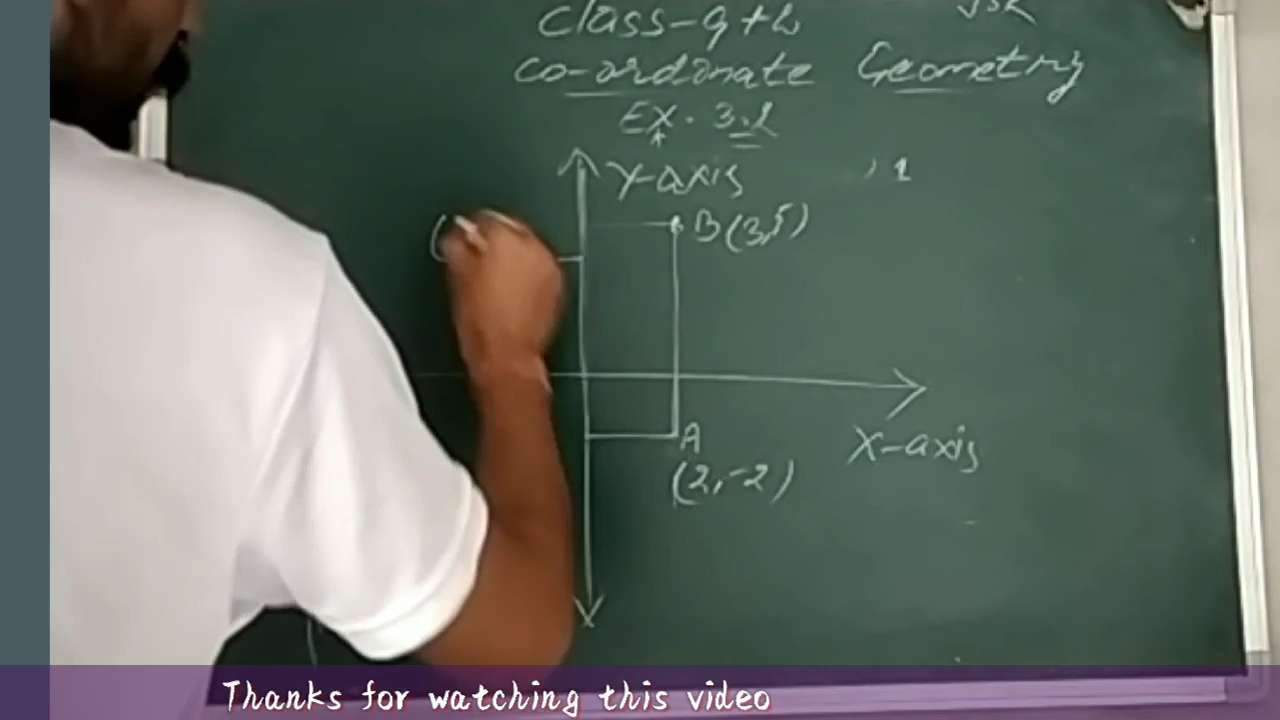 Class-9th
Co-ordinate Geometry
Ex. 3.2
Y-axis
, 1
B(3,5)
(
A
X-axis
(2,-2)
Thanks for watching this video